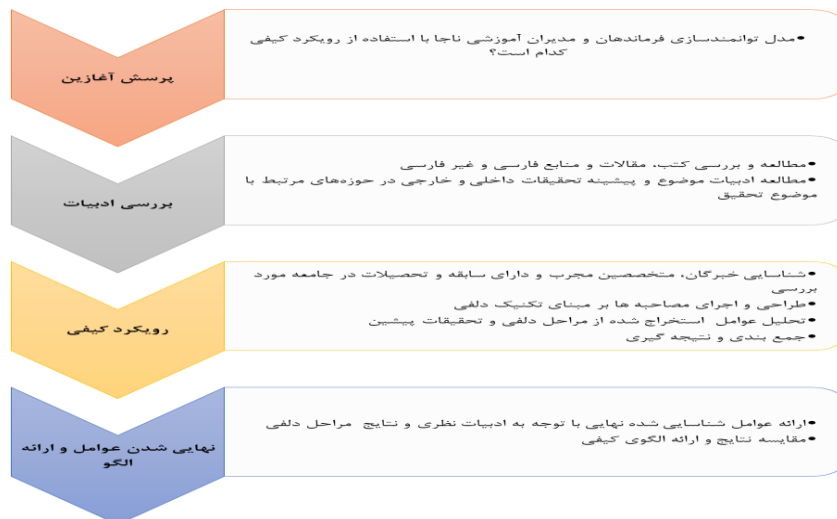 پرسش آغازین
●مدل توانمندسازی فرماندهان و مدیران آموزشی ناجا با استفاده از رویکرد کیفی
کدام است؟
بررسی ادبیات
●مطالعه و بررسی کتب، مقالات و منابع فارسی و غیر فارسی
●مطالعه ادبیات موضوع و پیشینه تحقیقات داخلی و خارجی در حوزه‌های مرتبط با
موضوع تحقیق
رویکرد کیفی
●شناسایی خبرگان، متخصصین مجرب و دارای سابقه و تحصیلات در جامعه مورد
بررسی
●طراحی و اجرای مصاحبه ها بر مبنای تکنیک دلفی
●تحلیل عوامل استخراج شده از مراحل دلفی و تحقیقات پیشین
●جمع بندی و نتیجه گیری
نهایی شدن عوامل و ارائه
الگو
●ارائه عوامل شناسایی شده نهایی با توجه به ادبیات نظری و نتایج مراحل دلفی
●مقایسه نتایج و ارائه الگوی کیفی